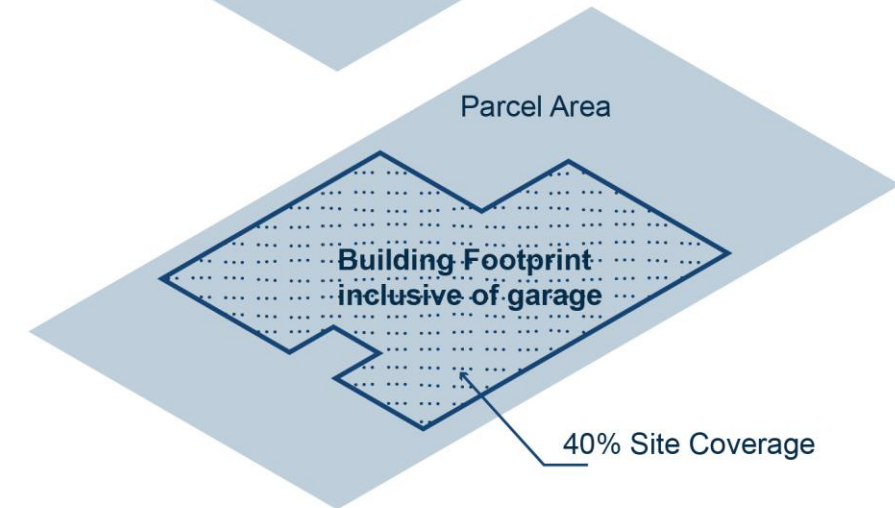 Parcel Area
Building Footprint
inclusive of garage
40% Site Coverage